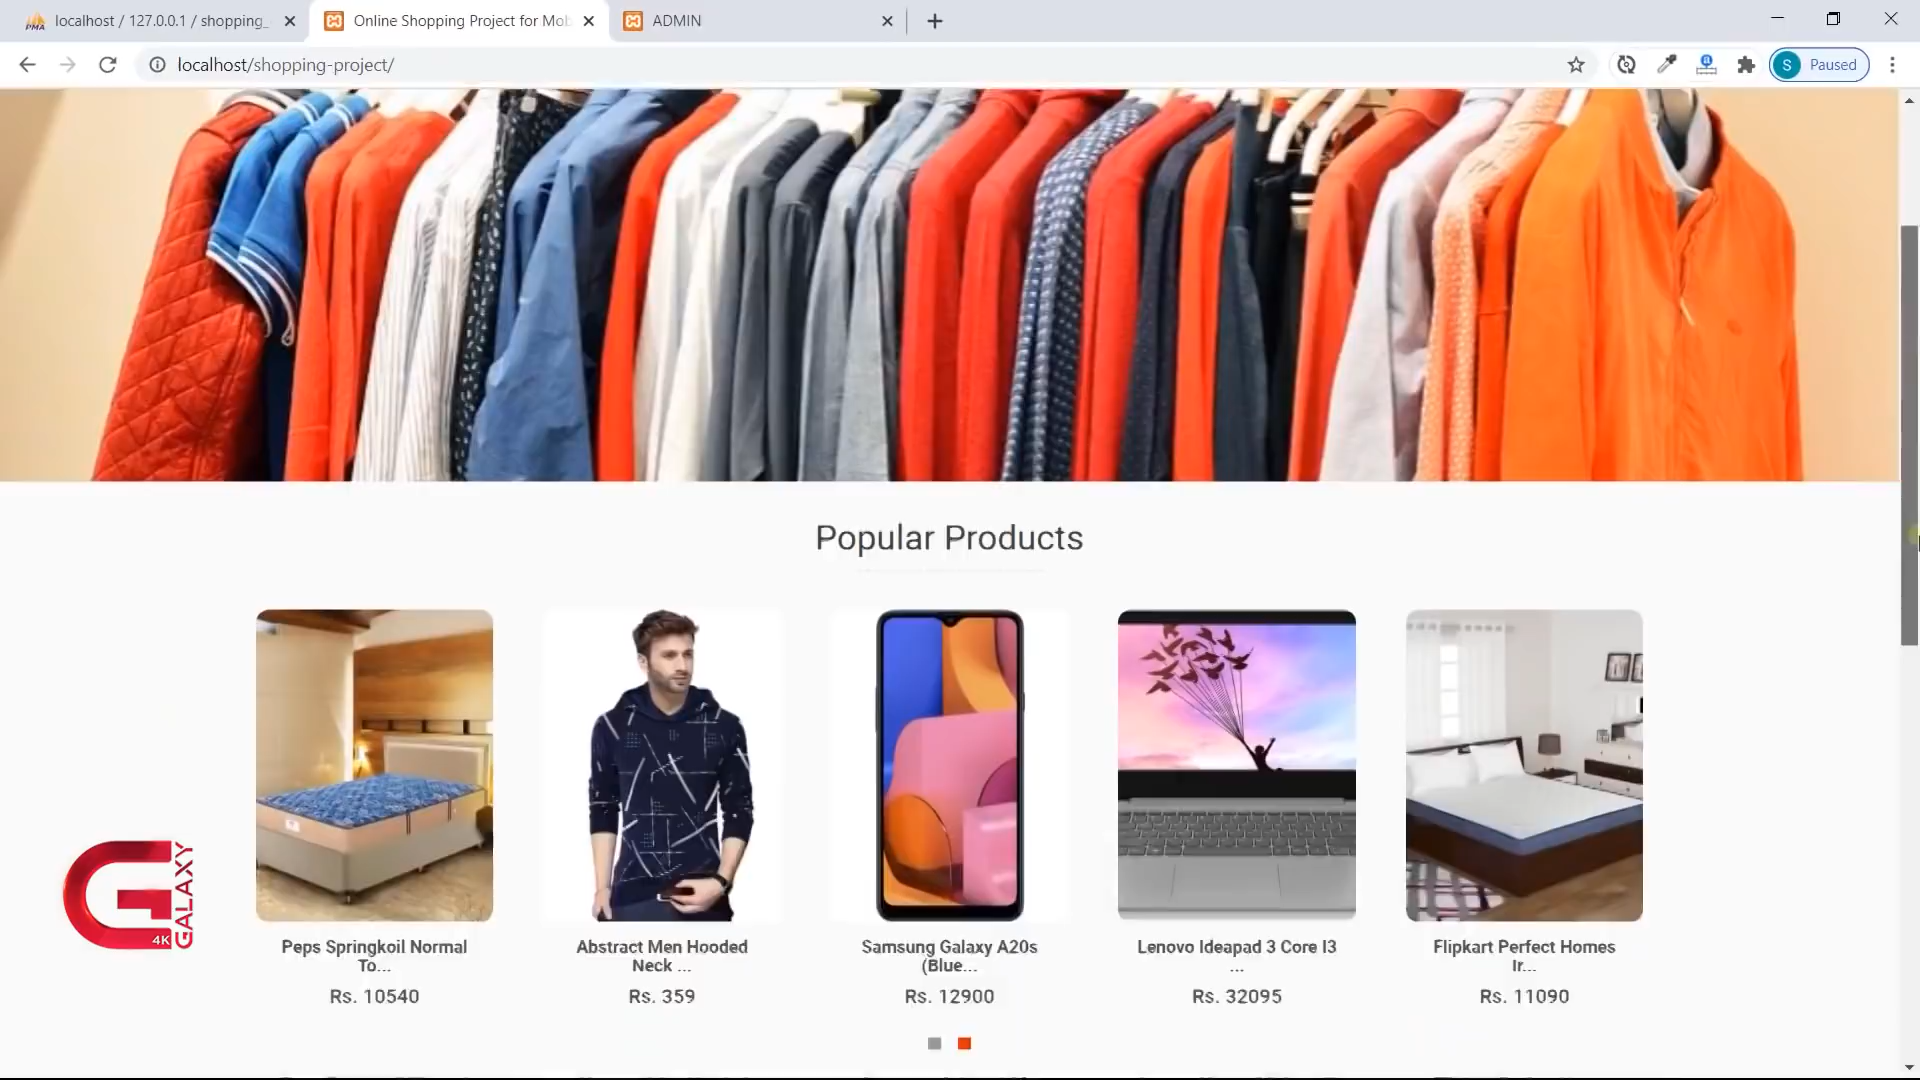 localhost / 127.0.0.1 / shopping_
Online Shopping Project for Mob
ADMIN
localhost/shopping-project/
S
Paused
Popular Products
Peps Springkoil Normal
To...
Rs. 10540
Abstract Men Hooded
Neck ...
Rs. 359
Samsung Galaxy A20s
(Blue...
Rs. 12900
Lenovo Ideapad 3 Core I3
...
Rs. 32095
Flipkart Perfect Homes
Ir...
Rs. 11090
G GALAXY
4K
PMA